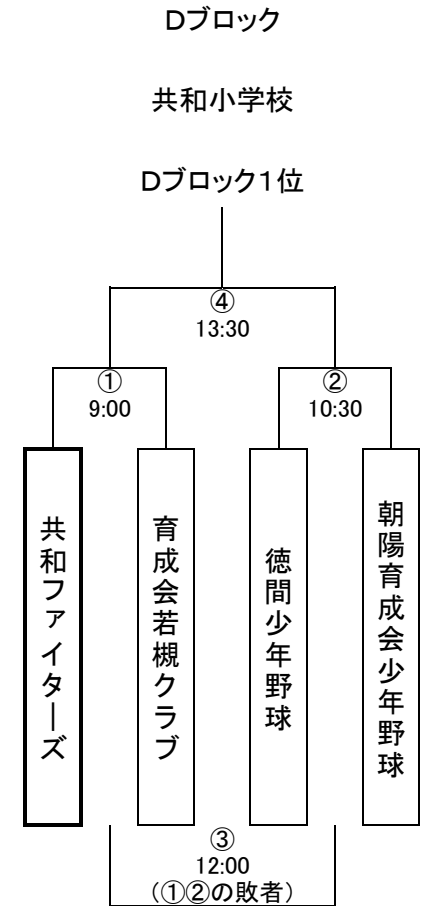 Dブロック
共和小学校
Dブロック1位
④
13:30
①
9:00
②
10:30
共和ファイターズ
育成会若槻クラブ
徳間少年野球
朝陽育成会少年野球
③
12:00
（①②の敗者）